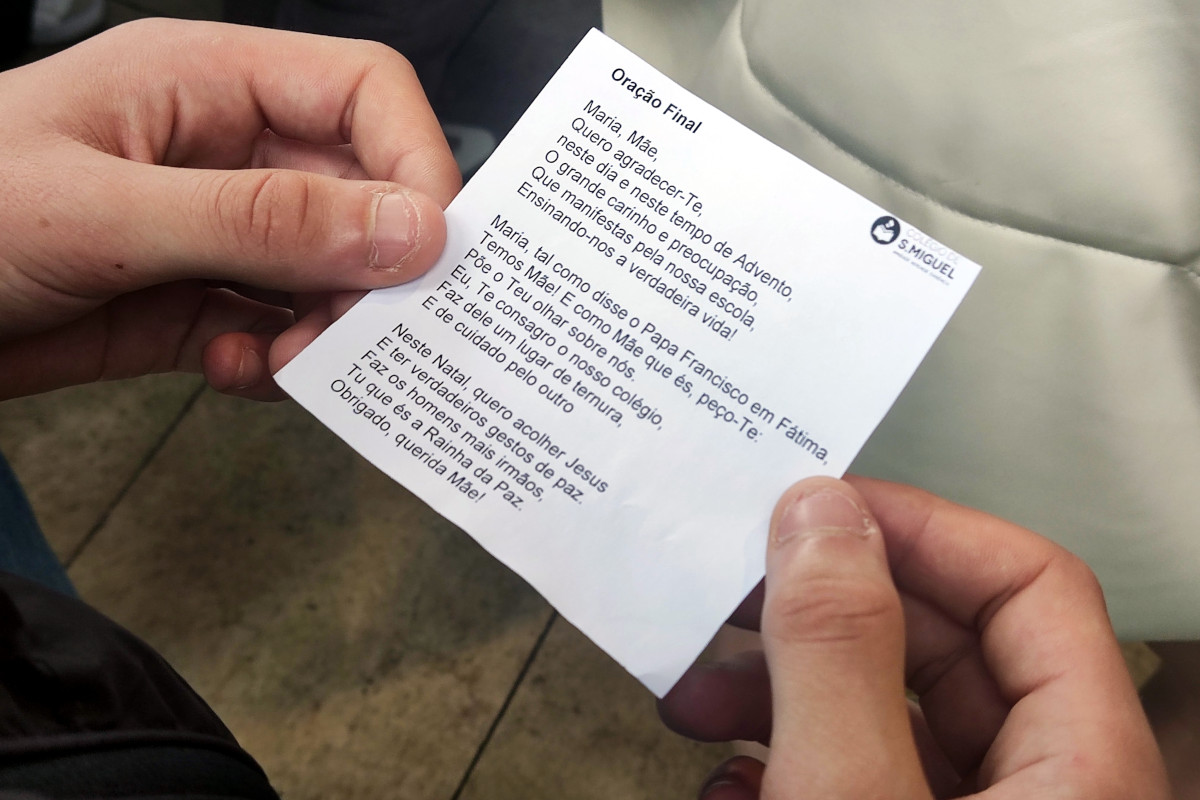 Oração Final
Maria, Mãe,
Quero agradecer-Te,
neste dia e neste tempo de Advento,
O grande carinho e preocupação,
Que manifestas pela nossa escola,
Ensinando-nos a verdadeira vida!
Maria, tal como disse o Papa Francisco em Fátima,
Temos Mãe! E como Mãe que és, peço-Te:
Põe o Teu olhar sobre nós.
Eu, Te consagro o nosso colégio,
Faz dele um lugar de ternura,
E de cuidado pelo outro
Neste Natal, quero acolher Jesus
E ter verdadeiros gestos de paz.
Faz os homens mais irmãos,
Tu que és a Rainha da Paz.
Obrigado, querida Mãe!
COLÉGIO DE
S.MIGUEL